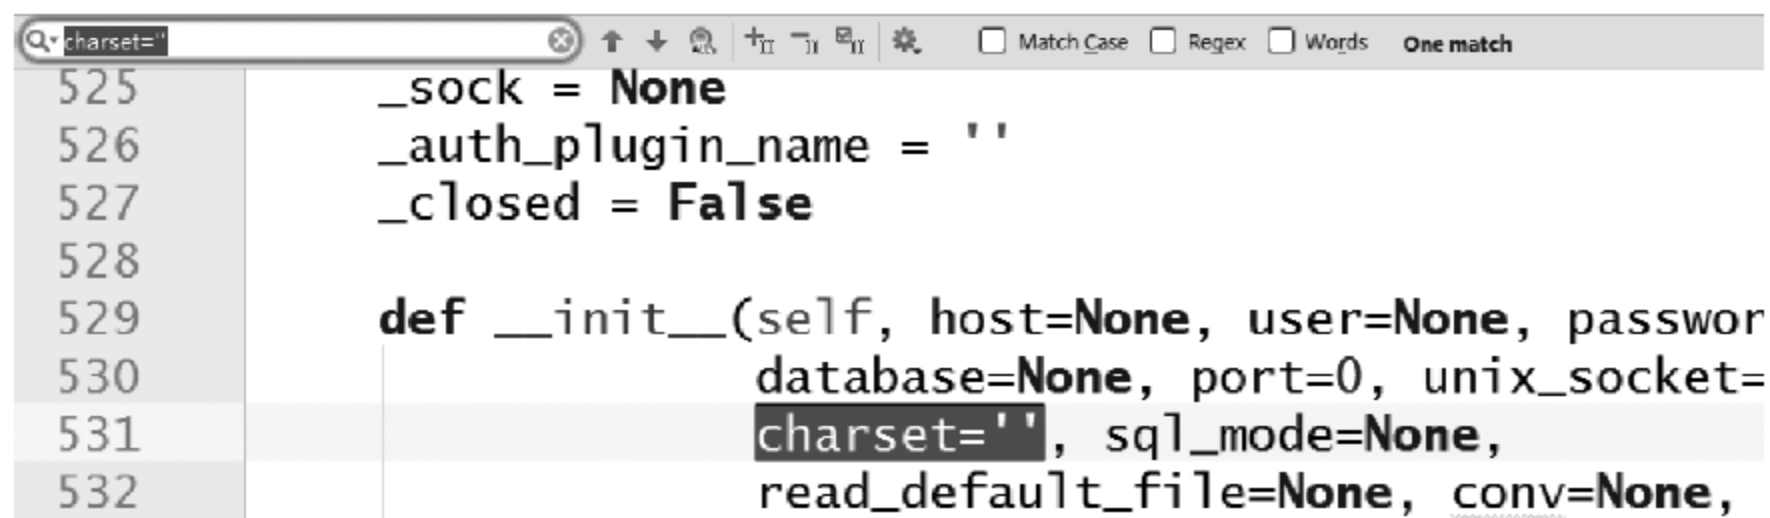 charset='' Match Case Regex Words One match
525 _sock = None
526 _auth_plugin_name = ''
527 _closed = False
528
529 def __init__(self, host=None, user=None, passwor
530 database=None, port=0, unix_socket=
531 charset='', sql_mode=None,
532 read_default_file=None, conv=None,